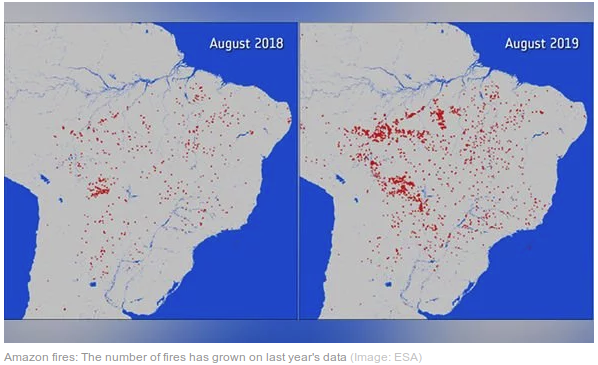 August 2018
August 2019
Amazon fires: The number of fires has grown on last year's data (Image: ESA)